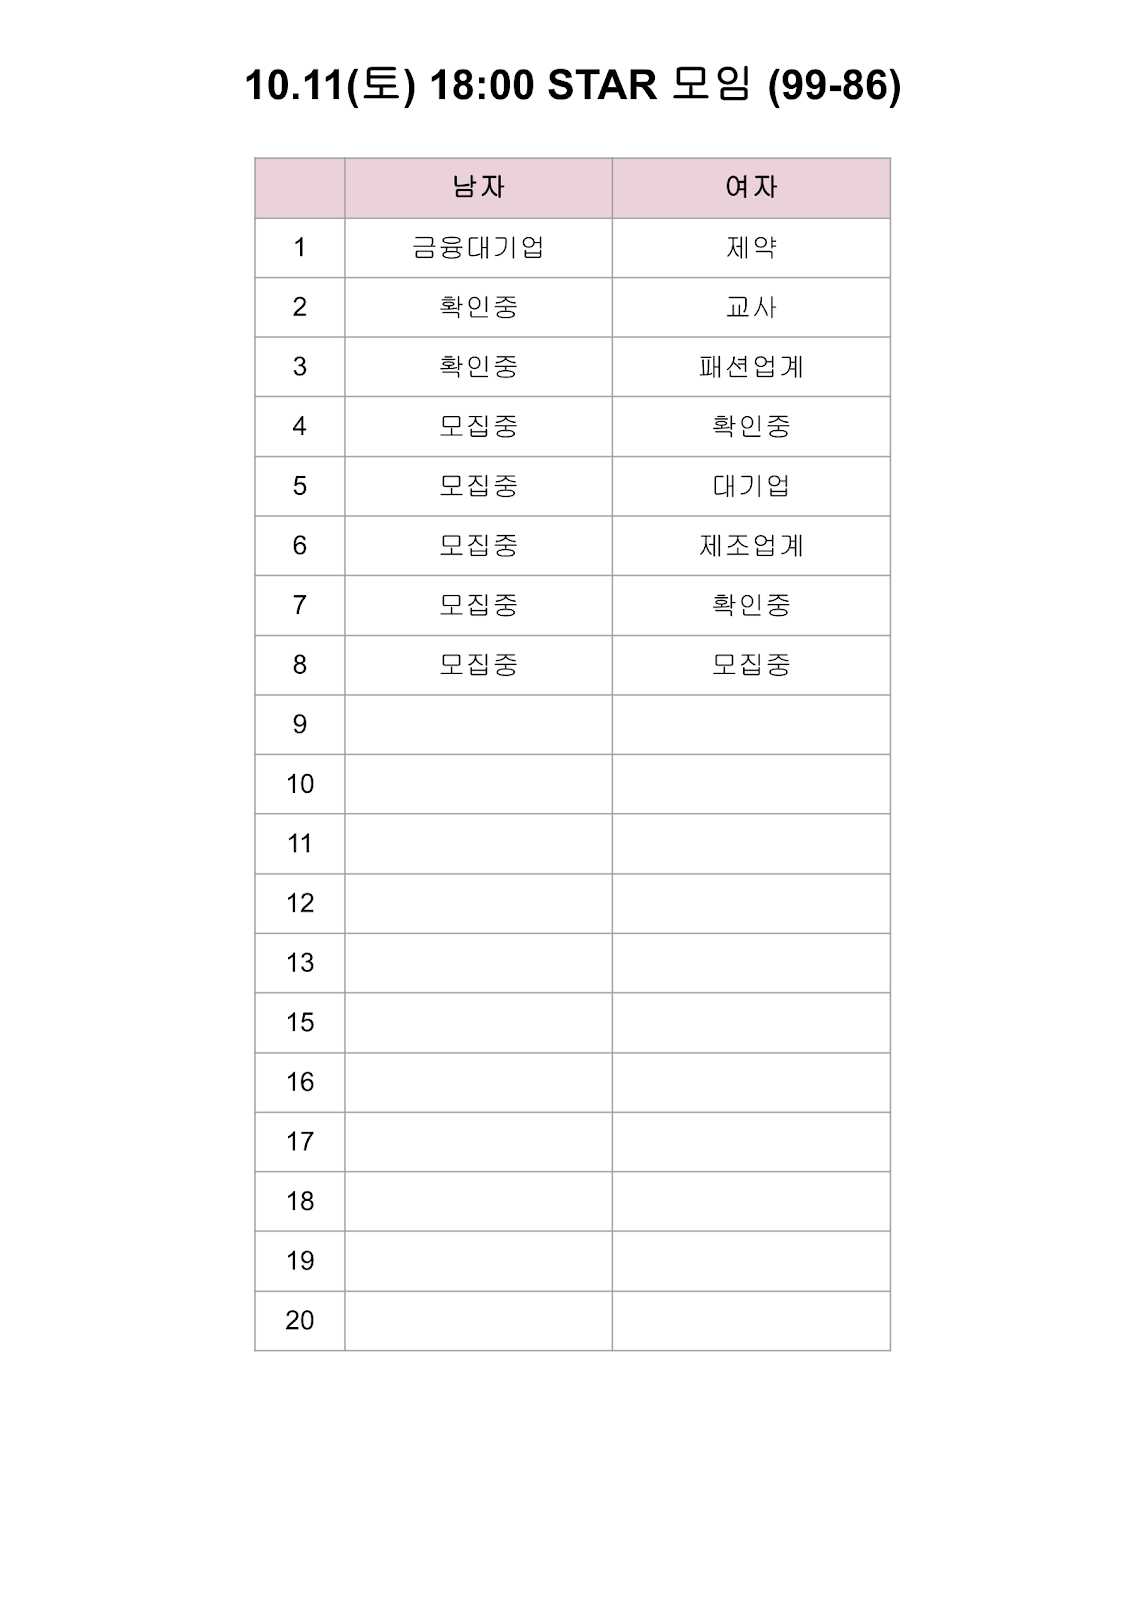 10.11(토) 18:00 STAR 모임 (99-86)
남자 여자
1 금융대기업 제약
2 확인중 교사
3 확인중 패션업계
4 모집중 확인중
5 모집중 대기업
6 모집중 제조업계
7 모집중 확인중
8 모집중 모집중
9
10
11
12
13
15
16
17
18
19
20